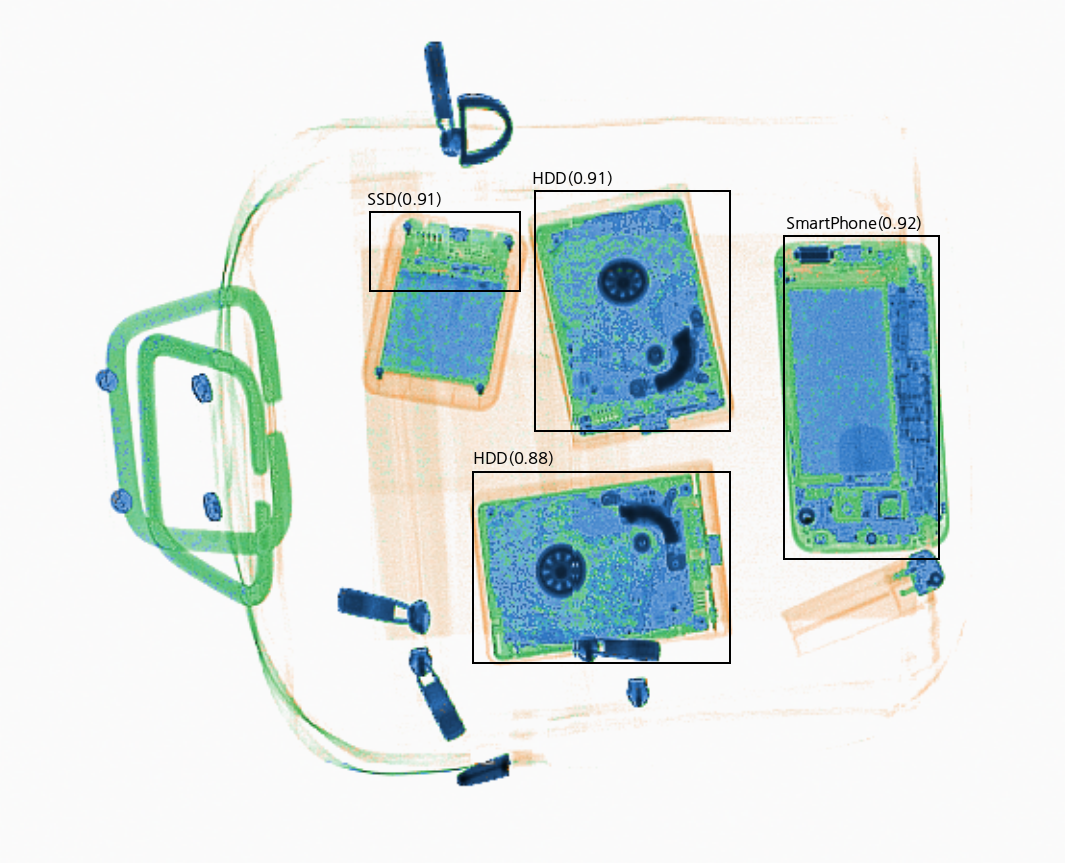 HDD(0.91)
SSD(0.91)
SmartPhone(0.92)
HDD(0.88)